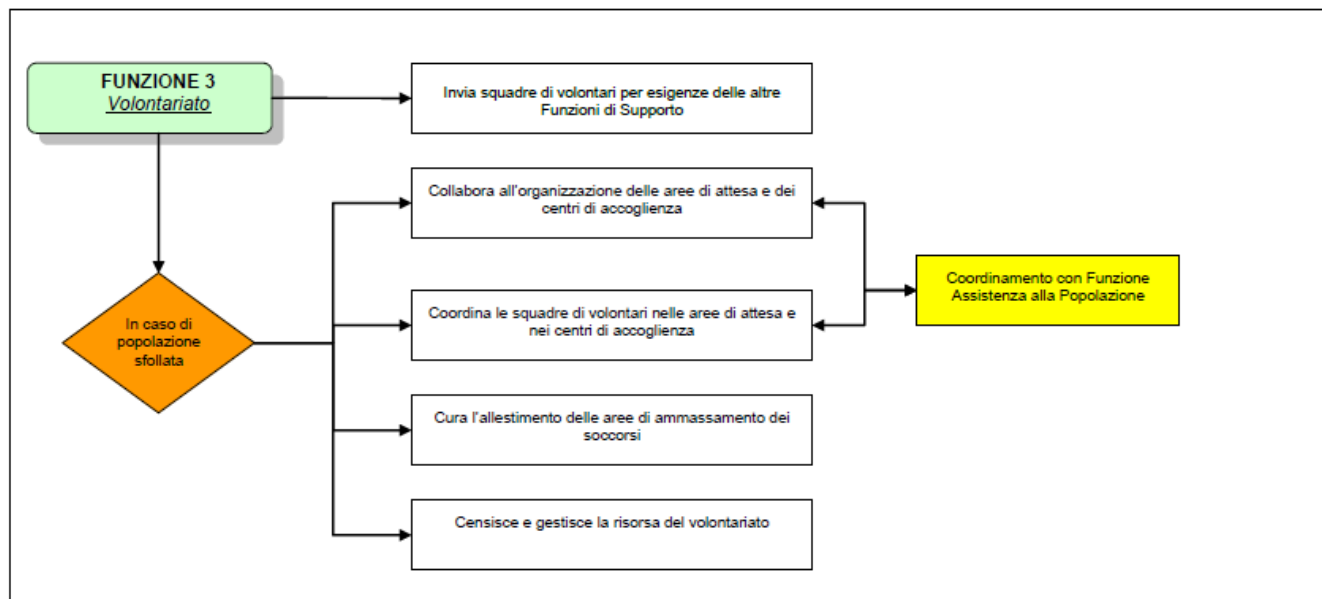 FUNZIONE 3
Volontariato
Invia squadre di volontari per esigenze delle altre
Funzioni di Supporto
Collabora all'organizzazione delle aree di attesa e dei
centri di accoglienza
Coordinamento con Funzione
Assistenza alla Popolazione
In caso di
popolazione
sfollata
Coordina le squadre di volontari nelle aree di attesa e
nei centri di accoglienza
Cura l'allestimento delle aree di ammassamento dei
soccorsi
Censisce e gestisce la risorsa del volontariato